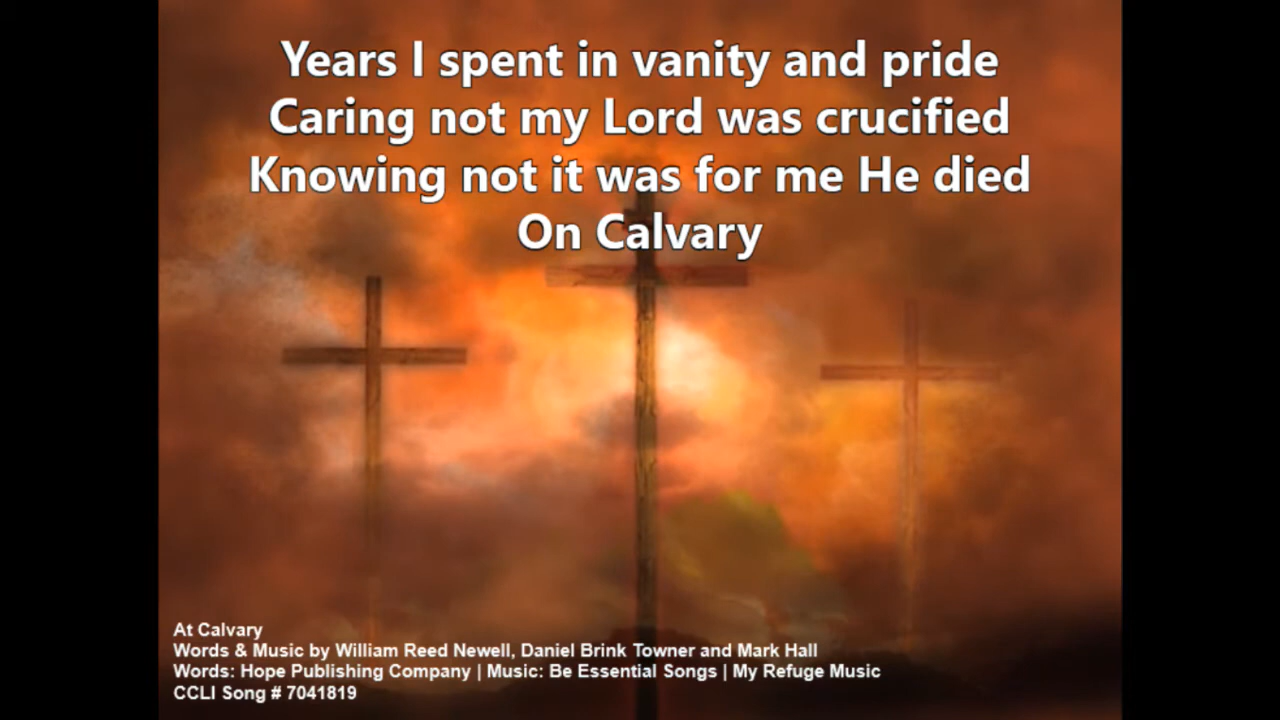 Years I spent in vanity and pride
Caring not my Lord was crucified
Knowing not it was for me He died
On Calvary
At Calvary
Words & Music by William Reed Newell, Daniel Brink Towner and Mark Hall
Words: Hope Publishing Company | Music: Be Essential Songs | My Refuge Music
CCLI Song # 7041819